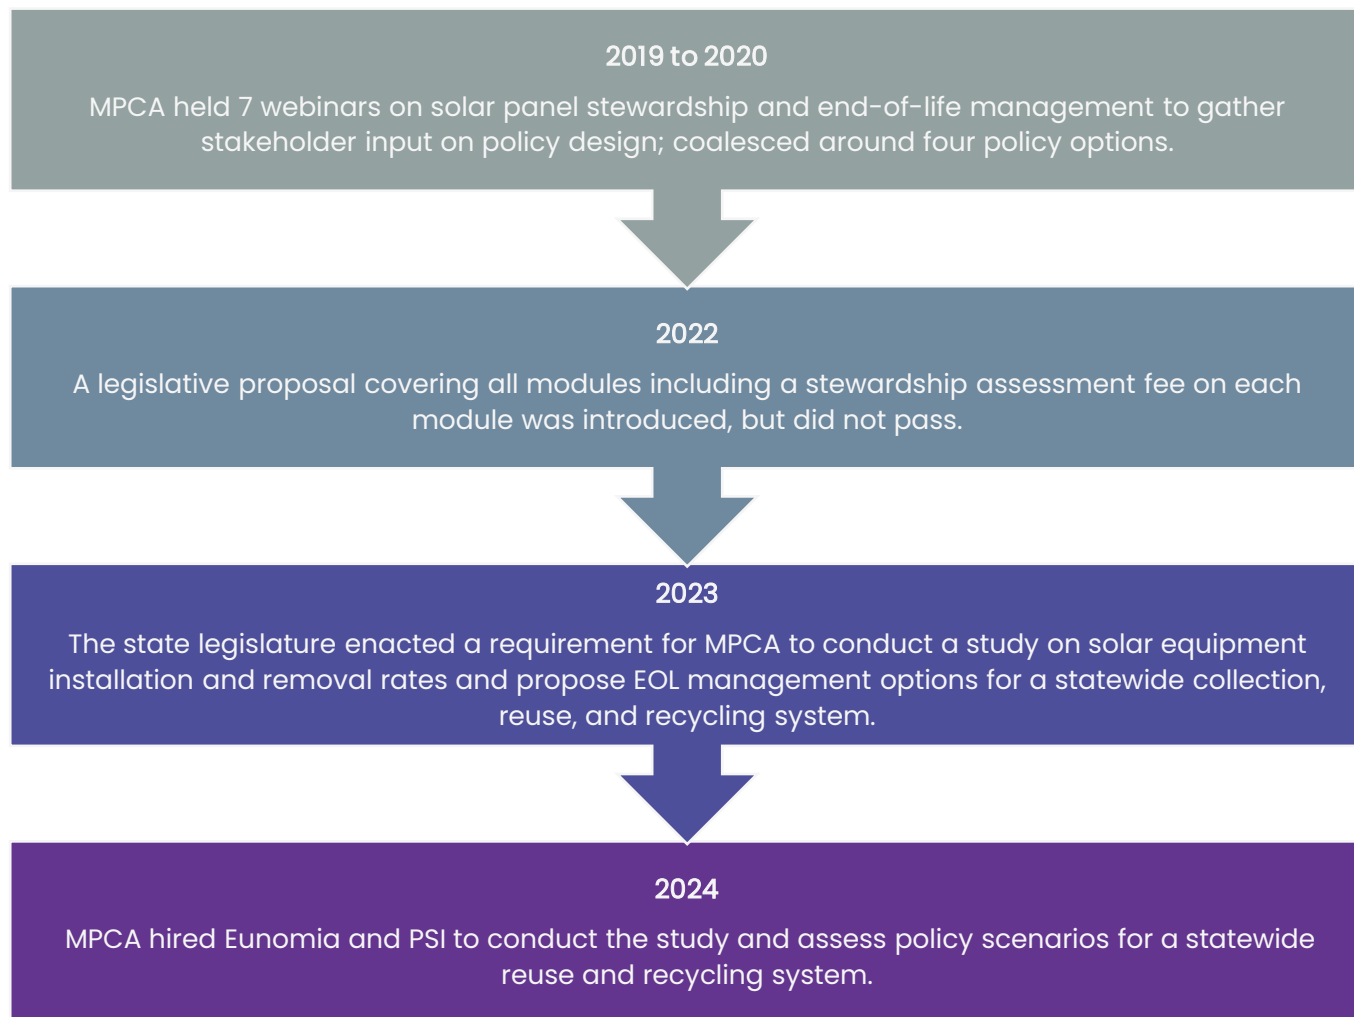 2019 to 2020
MPCA held 7 webinars on solar panel stewardship and end-of-life management to gather
stakeholder input on policy design; coalesced around four policy options.
2022
A legislative proposal covering all modules including a stewardship assessment fee on each
module was introduced, but did not pass.
2023
The state legislature enacted a requirement for MPCA to conduct a study on solar equipment
installation and removal rates and propose EOL management options for a statewide collection,
reuse, and recycling system.
2024
MPCA hired Eunomia and PSI to conduct the study and assess policy scenarios for a statewide
reuse and recycling system.